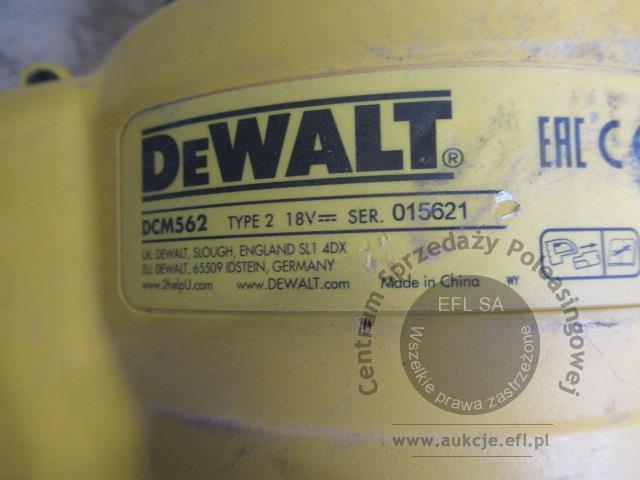 DEWALT®
EAC C
DCM562 TYPE 2 18V⎓ SER. 015621
UK: DEWALT, SLOUGH, ENGLAND SL1 4DX
EU: DEWALT, 65509 IDSTEIN, GERMANY
www.2helpU.com www.DEWALT.com Made in China WY
Centrum Sprzedaży Poleasingowej
EFL SA
Wszelkie prawa zastrzeżone
www.aukcje.efl.pl